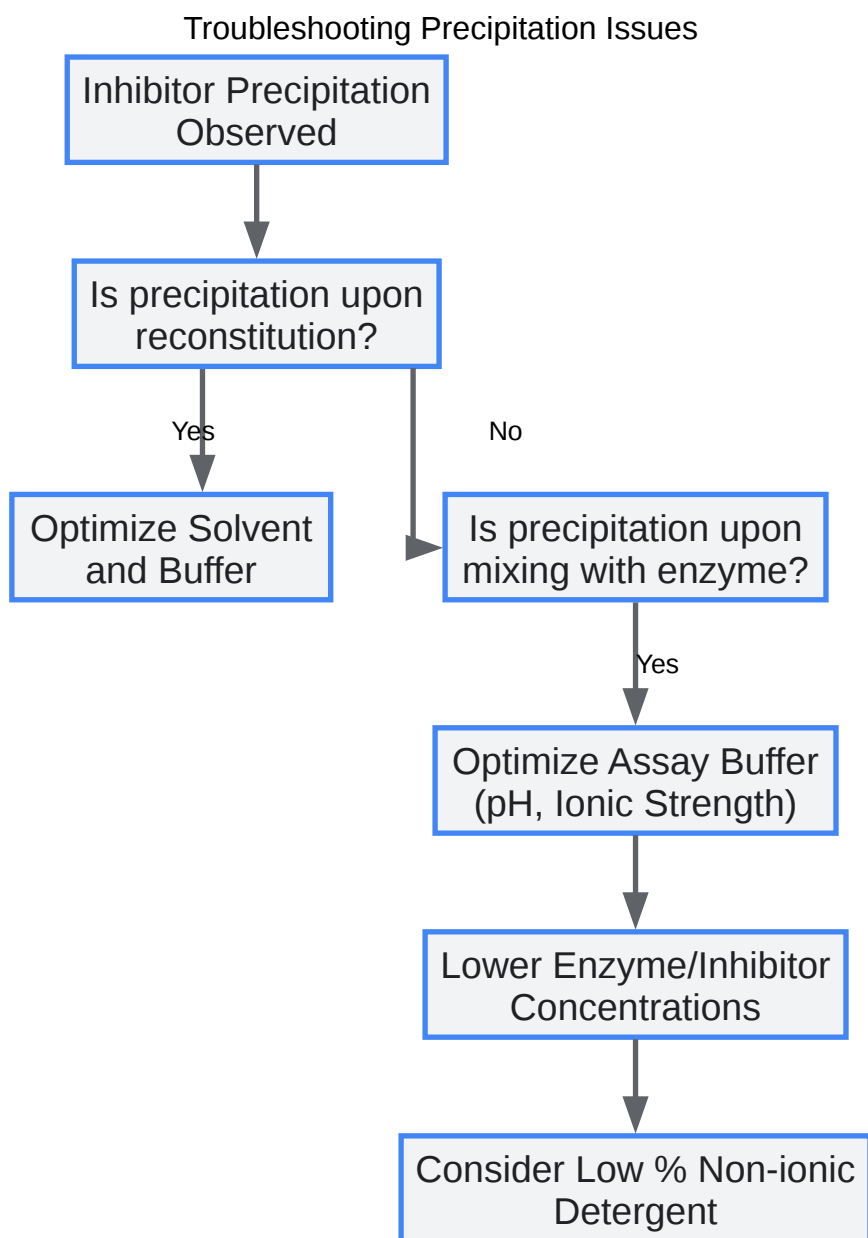 Troubleshooting Precipitation Issues
Inhibitor Precipitation
Observed
Is precipitation upon
reconstitution?
Yes
No
Optimize Solvent
and Buffer
Is precipitation upon
mixing with enzyme?
Yes
Optimize Assay Buffer
(pH, Ionic Strength)
Lower Enzyme/Inhibitor
Concentrations
Consider Low % Non-ionic
Detergent